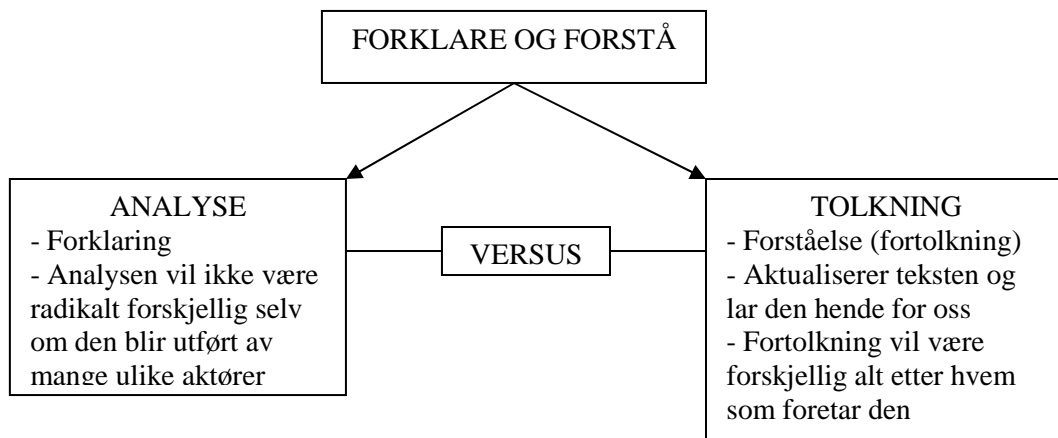 FORKLARE OG FORSTÅ
ANALYSE
- Forklaring
- Analysen vil ikke være
radikalt forskjellig selv
om den blir utført av
mange ulike aktører
VERSUS
TOLKNING
- Forståelse (fortolkning)
- Aktualiserer teksten og
lar den hende for oss
- Fortolkning vil være
forskjellig alt etter hvem
som foretar den